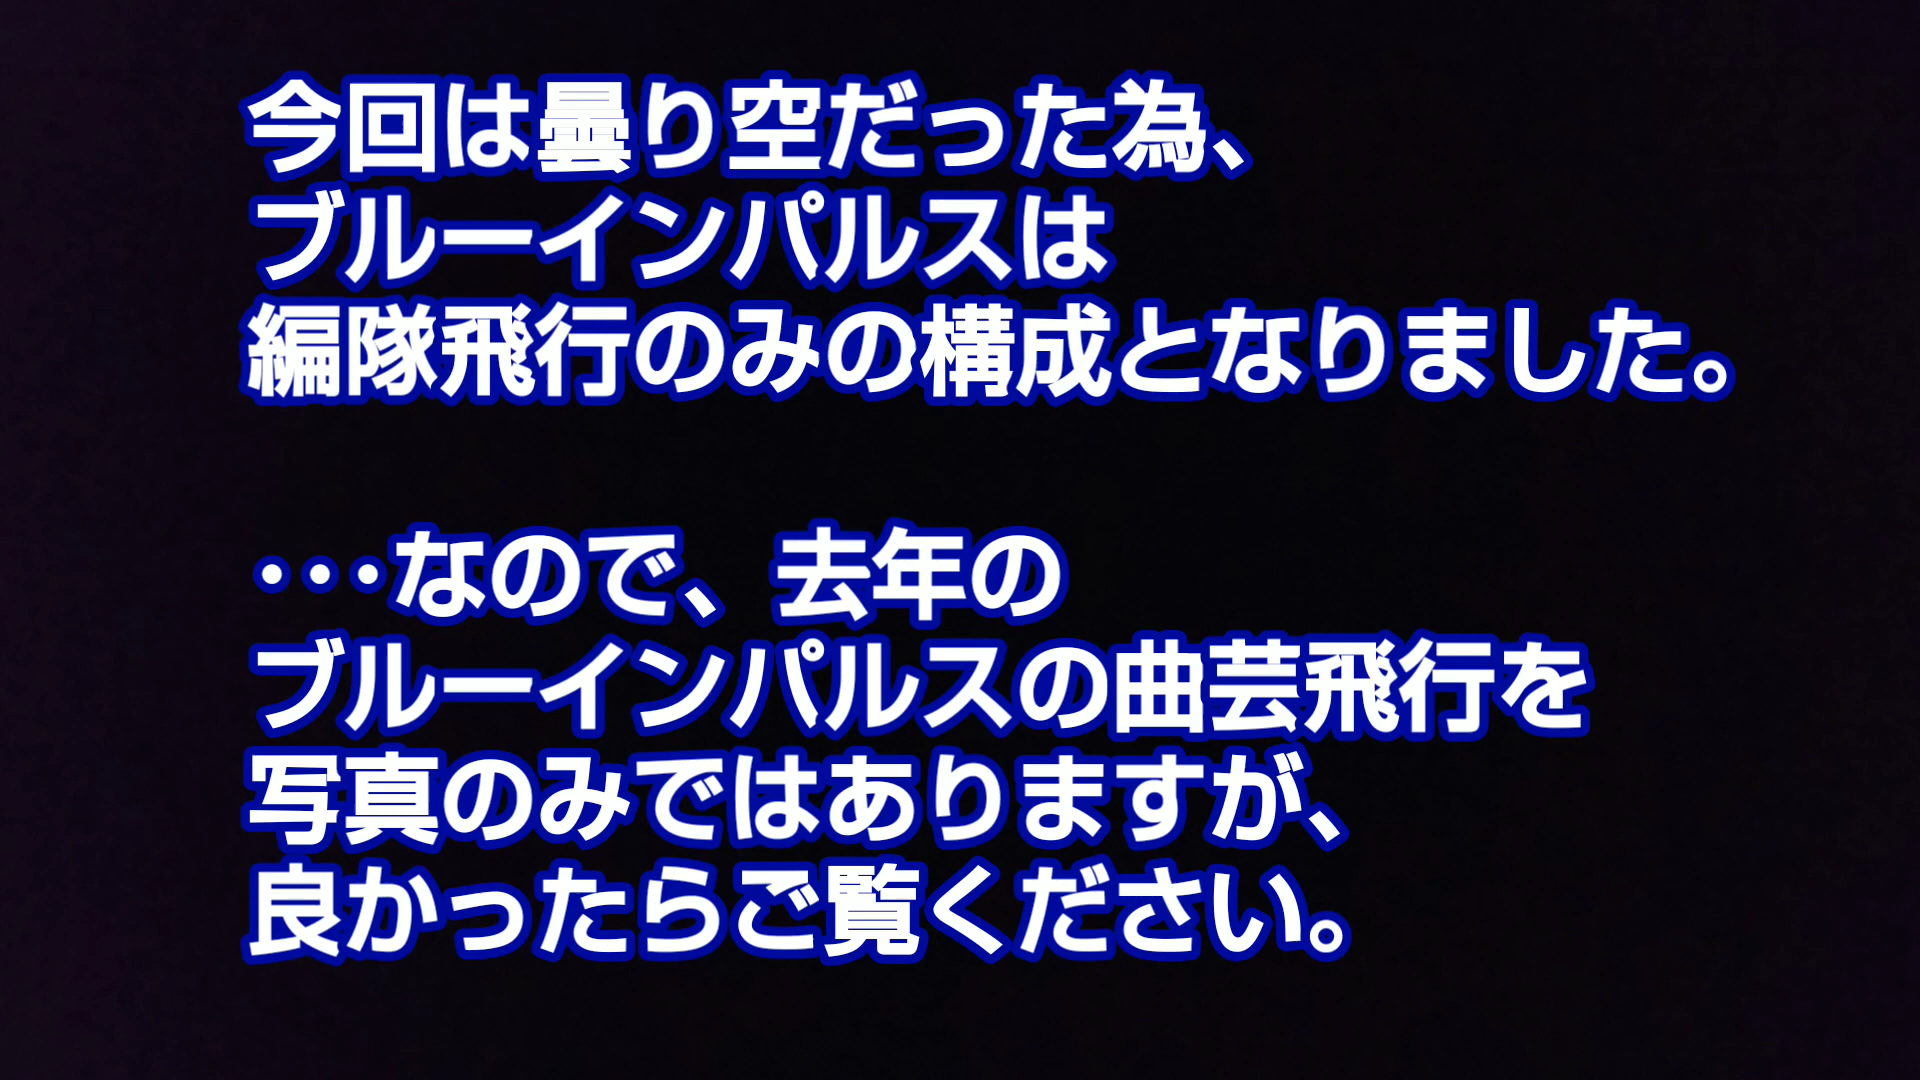 今回は曇り空だった為、
ブルーインパルスは
編隊飛行のみの構成となりました。
･･･なので、去年の
ブルーインパルスの曲芸飛行を
写真のみではありますが、
良かったらご覧ください。